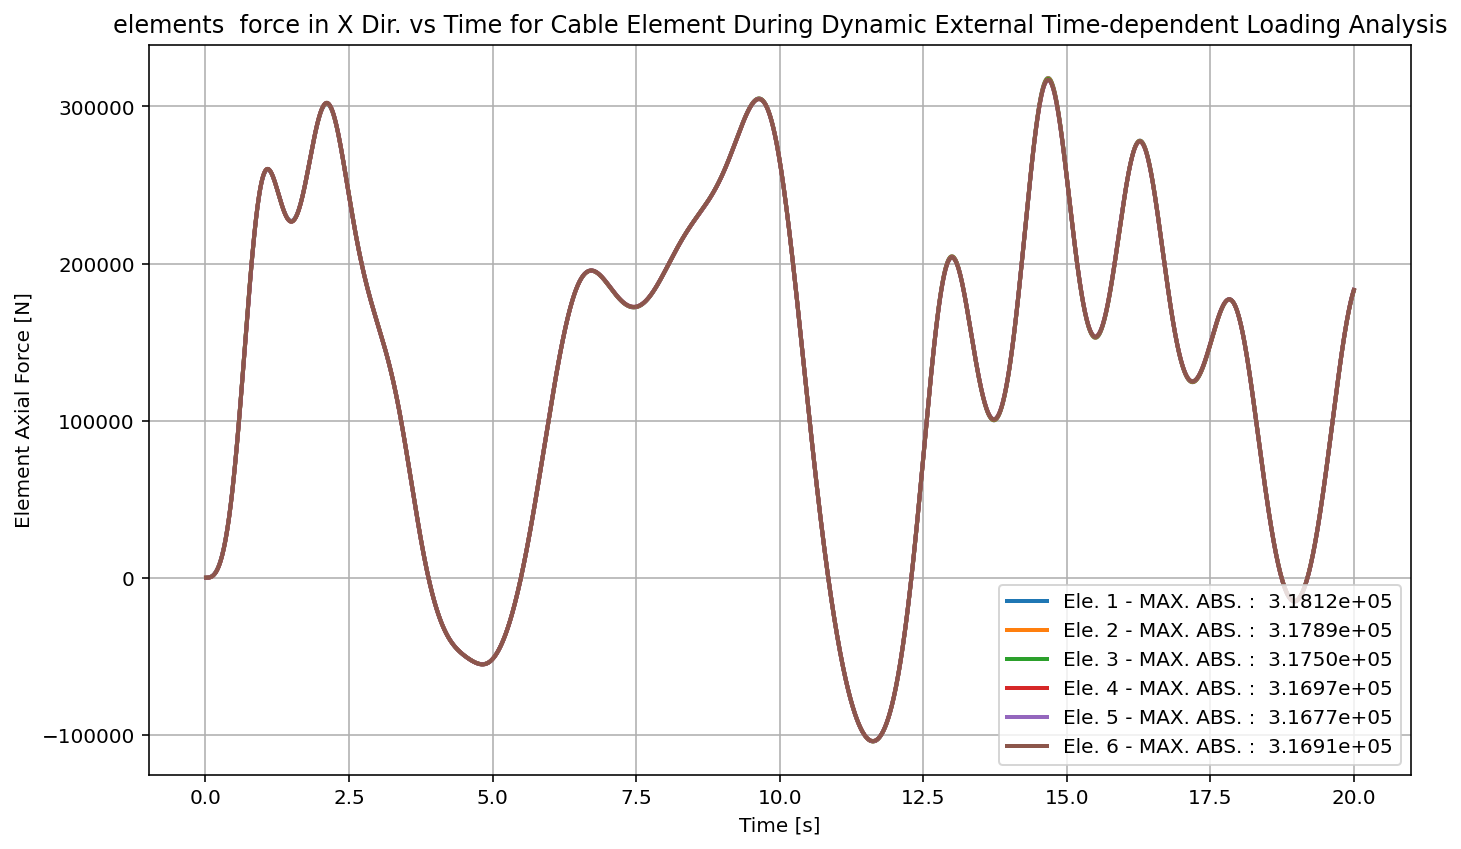 elements  force in X Dir. vs Time for Cable Element During Dynamic External Time-dependent Loading Analysis
Element Axial Force [N]
300000
200000
100000
0
−100000
0.0
2.5
5.0
7.5
10.0
12.5
15.0
17.5
20.0
Time [s]
Ele. 1 - MAX. ABS. :  3.1812e+05
Ele. 2 - MAX. ABS. :  3.1789e+05
Ele. 3 - MAX. ABS. :  3.1750e+05
Ele. 4 - MAX. ABS. :  3.1697e+05
Ele. 5 - MAX. ABS. :  3.1677e+05
Ele. 6 - MAX. ABS. :  3.1691e+05